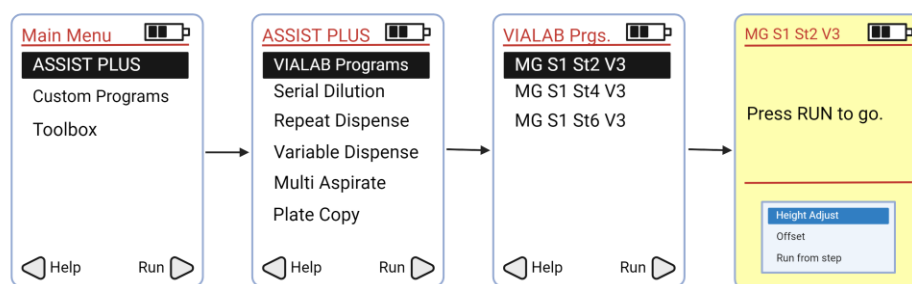 Main Menu
ASSIST PLUS
Custom Programs
Toolbox
Help Run
ASSIST PLUS
VIALAB Programs
Serial Dilution
Repeat Dispense
Variable Dispense
Multi Aspirate
Plate Copy
Help Run
VIALAB Prgs.
MG S1 St2 V3
MG S1 St4 V3
MG S1 St6 V3
Help Run
MG S1 St2 V3
Press RUN to go.
Height Adjust
Offset
Run from step